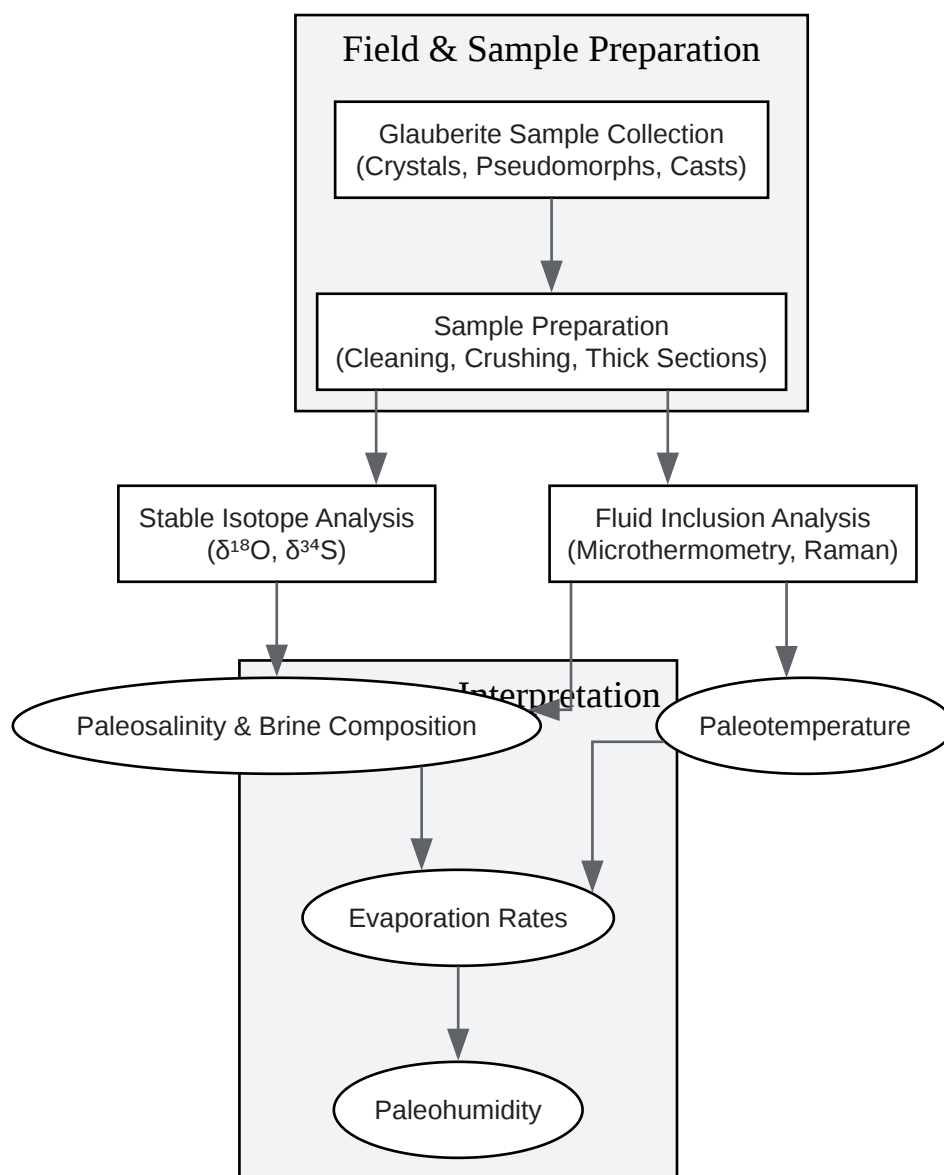 Field & Sample Preparation
Glauberite Sample Collection
(Crystals, Pseudomorphs, Casts)
Sample Preparation
(Cleaning, Crushing, Thick Sections)
Stable Isotope Analysis
(δ¹⁸O, δ³⁴S)
Fluid Inclusion Analysis
(Microthermometry, Raman)
Interpretation
Paleosalinity & Brine Composition
Paleotemperature
Evaporation Rates
Paleohumidity